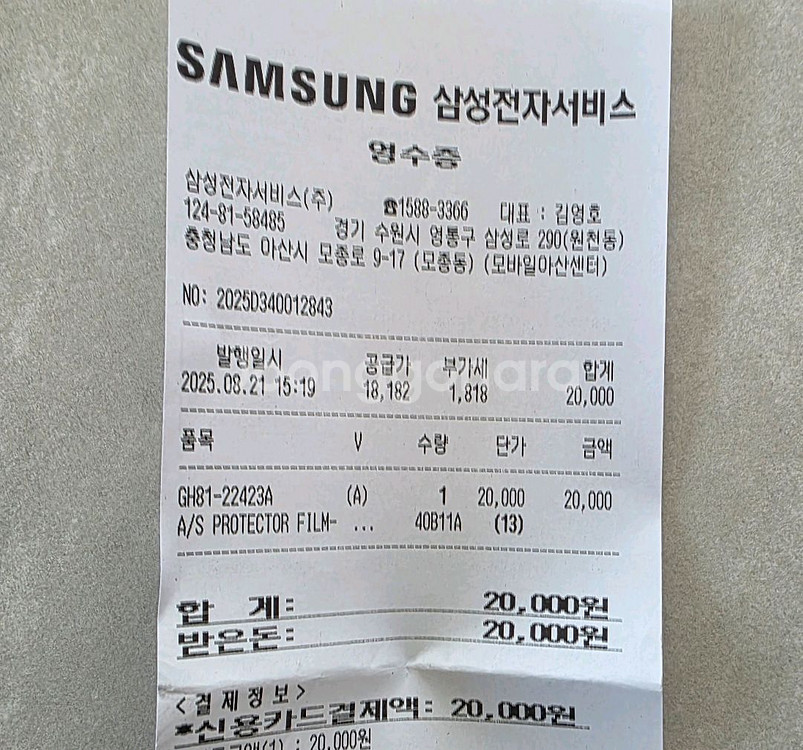 SAMSUNG 삼성전자서비스
영수증
삼성전자서비스(주) ☎1588-3366 대표 : 김영호
124-81-58485 경기 수원시 영통구 삼성로 290(원천동)
충청남도 아산시 모종로 9-17 (모종동) (모바일아산센터)
NO: 2025D340012843
발행일시 공급가 부가세 합계
2025.08.21 15:19 18,182 1,818 20,000
품목 V 수량 단가 금액
GH81-22423A (A) 1 20,000 20,000
A/S PROTECTOR FILM- ... 40B11A (13)
합 계: 20,000원
받은돈: 20,000원
<결제정보>
*신용카드결제액: 20,000원
(1) : 20,000원